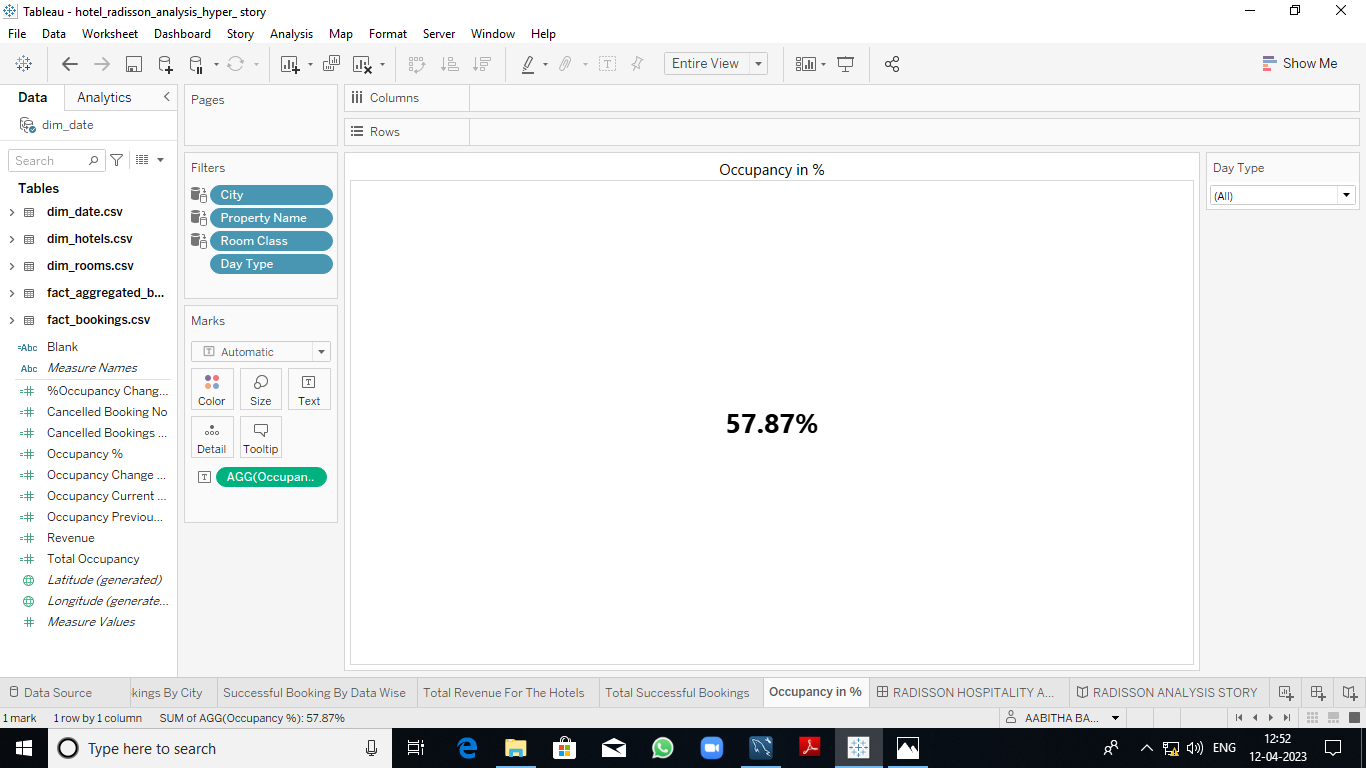 Tableau - hotel_radisson_analysis_hyper_ story
File Data Worksheet Dashboard Story Analysis Map Format Server Window Help
Entire View
Show Me
Data Analytics
dim_date
Search
Tables
dim_date.csv
dim_hotels.csv
dim_rooms.csv
fact_aggregated_b...
fact_bookings.csv
=Abc Blank
Abc Measure Names
%Occupancy Chang...
Cancelled Booking No
Cancelled Bookings ...
Occupancy %
Occupancy Change ...
Occupancy Current ...
Occupancy Previou...
Revenue
Total Occupancy
Latitude (generated)
Longitude (generate...
Measure Values
Pages
Filters
City
Property Name
Room Class
Day Type
Marks
T Automatic
Color Size Text
Detail Tooltip
T AGG(Occupan..
Columns
Rows
Occupancy in %
57.87%
Day Type
(All)
Data Source kings By City Successful Booking By Data Wise Total Revenue For The Hotels Total Successful Bookings Occupancy in % RADISSON HOSPITALITY A... RADISSON ANALYSIS STORY
1 mark 1 row by 1 column SUM of AGG(Occupancy %): 57.87% AABITHA BA...
Type here to search
ENG
12:52
12-04-2023